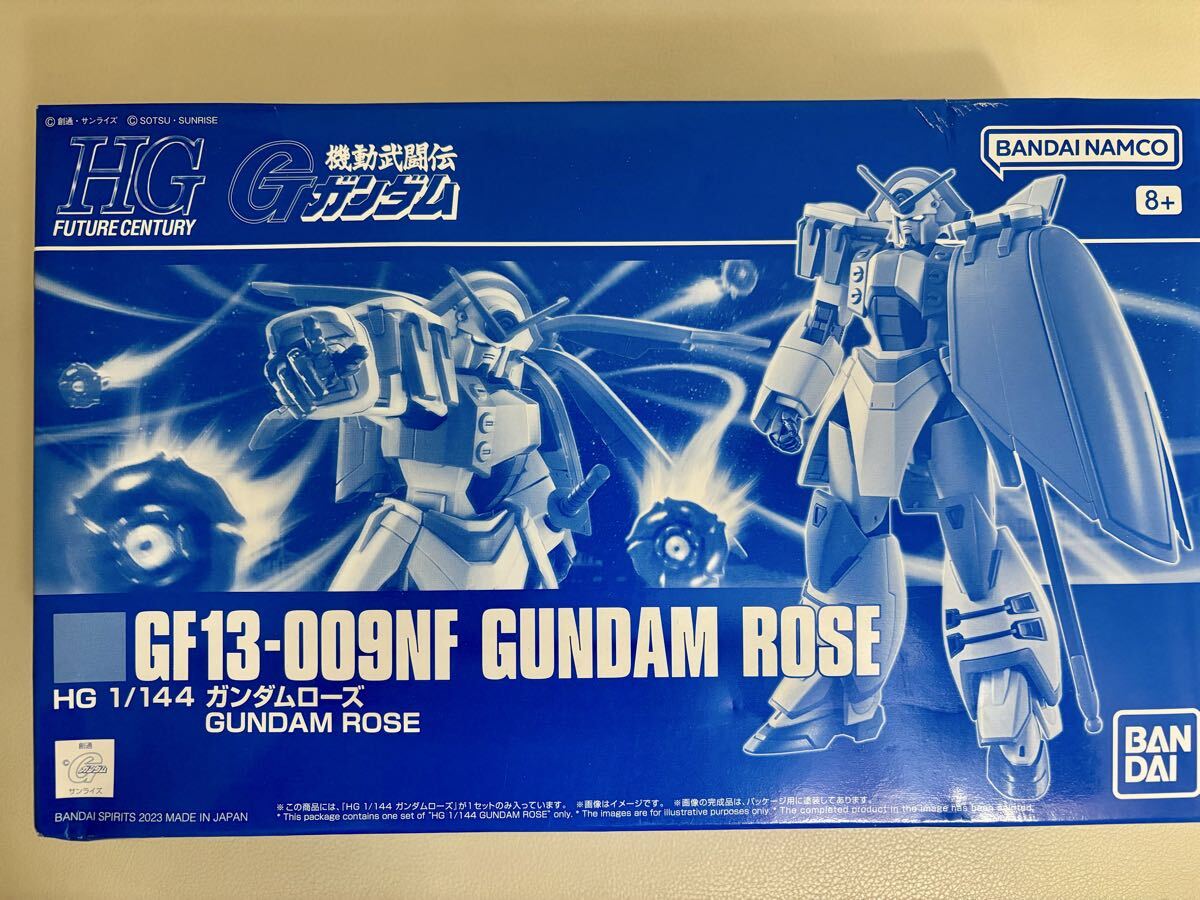 © 創通・サンライズ © SOTSU・SUNRISE
HG
FUTURE CENTURY
機動武闘伝
Gガンダム
BANDAI NAMCO
8+
GF13-009NF GUNDAM ROSE
HG 1/144 ガンダムローズ
GUNDAM ROSE
創通
© Gガンダム
サンライズ
BAN
DAI
※この商品には、「HG 1/144 ガンダムローズ」が1セットのみ入っています。 ※画像はイメージです。 ※画像の完成品は、パッケージ用に塗装してあります。
* This package contains one set of "HG 1/144 GUNDAM ROSE" only. * The images are for illustrative purposes only. * The completed product in the image has been painted.
BANDAI SPIRITS 2023 MADE IN JAPAN